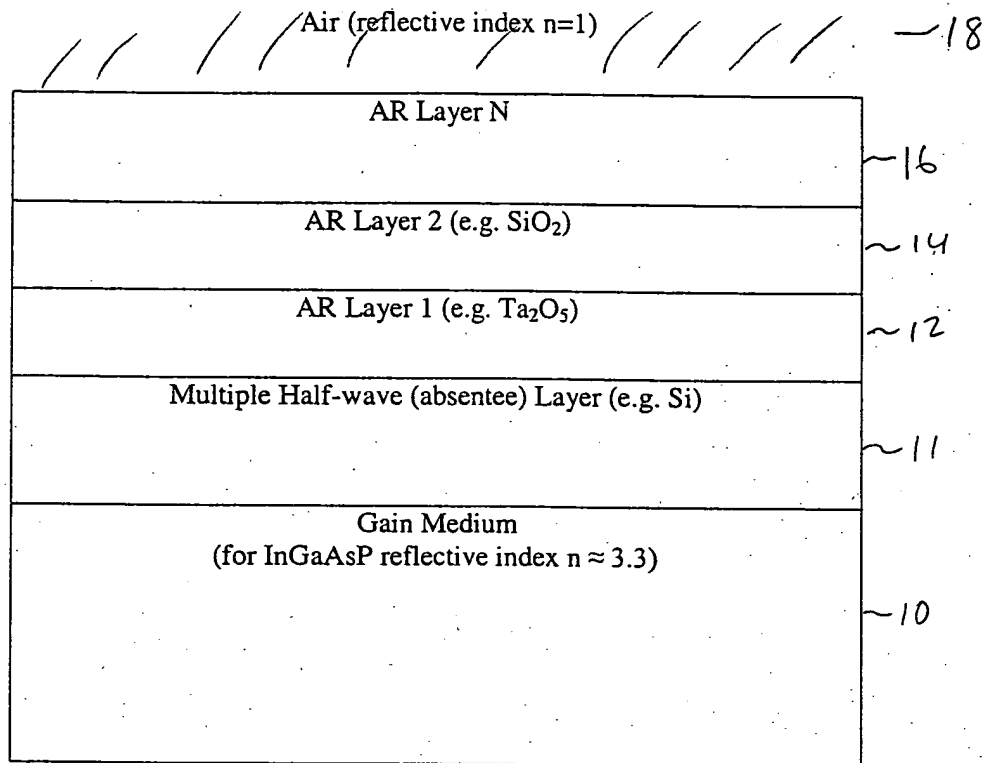 Air (reflective index n=1)
18
AR Layer N
16
AR Layer 2 (e.g. SiO₂)
14
AR Layer 1 (e.g. Ta₂O₅)
12
Multiple Half-wave (absentee) Layer (e.g. Si)
11
Gain Medium
(for InGaAsP reflective index n ≈ 3.3)
10